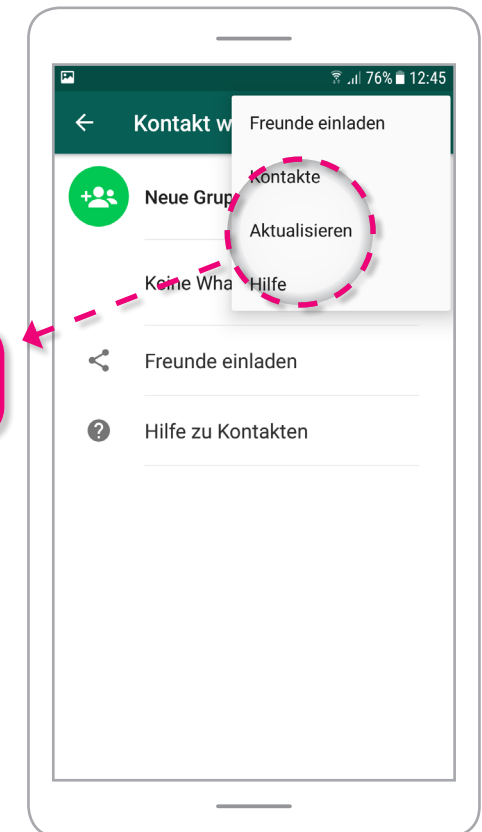 76% 12:45
Kontakt w
Freunde einladen
Kontakte
Aktualisieren
Hilfe
Neue Grup
Keine Wha
Freunde einladen
Hilfe zu Kontakten